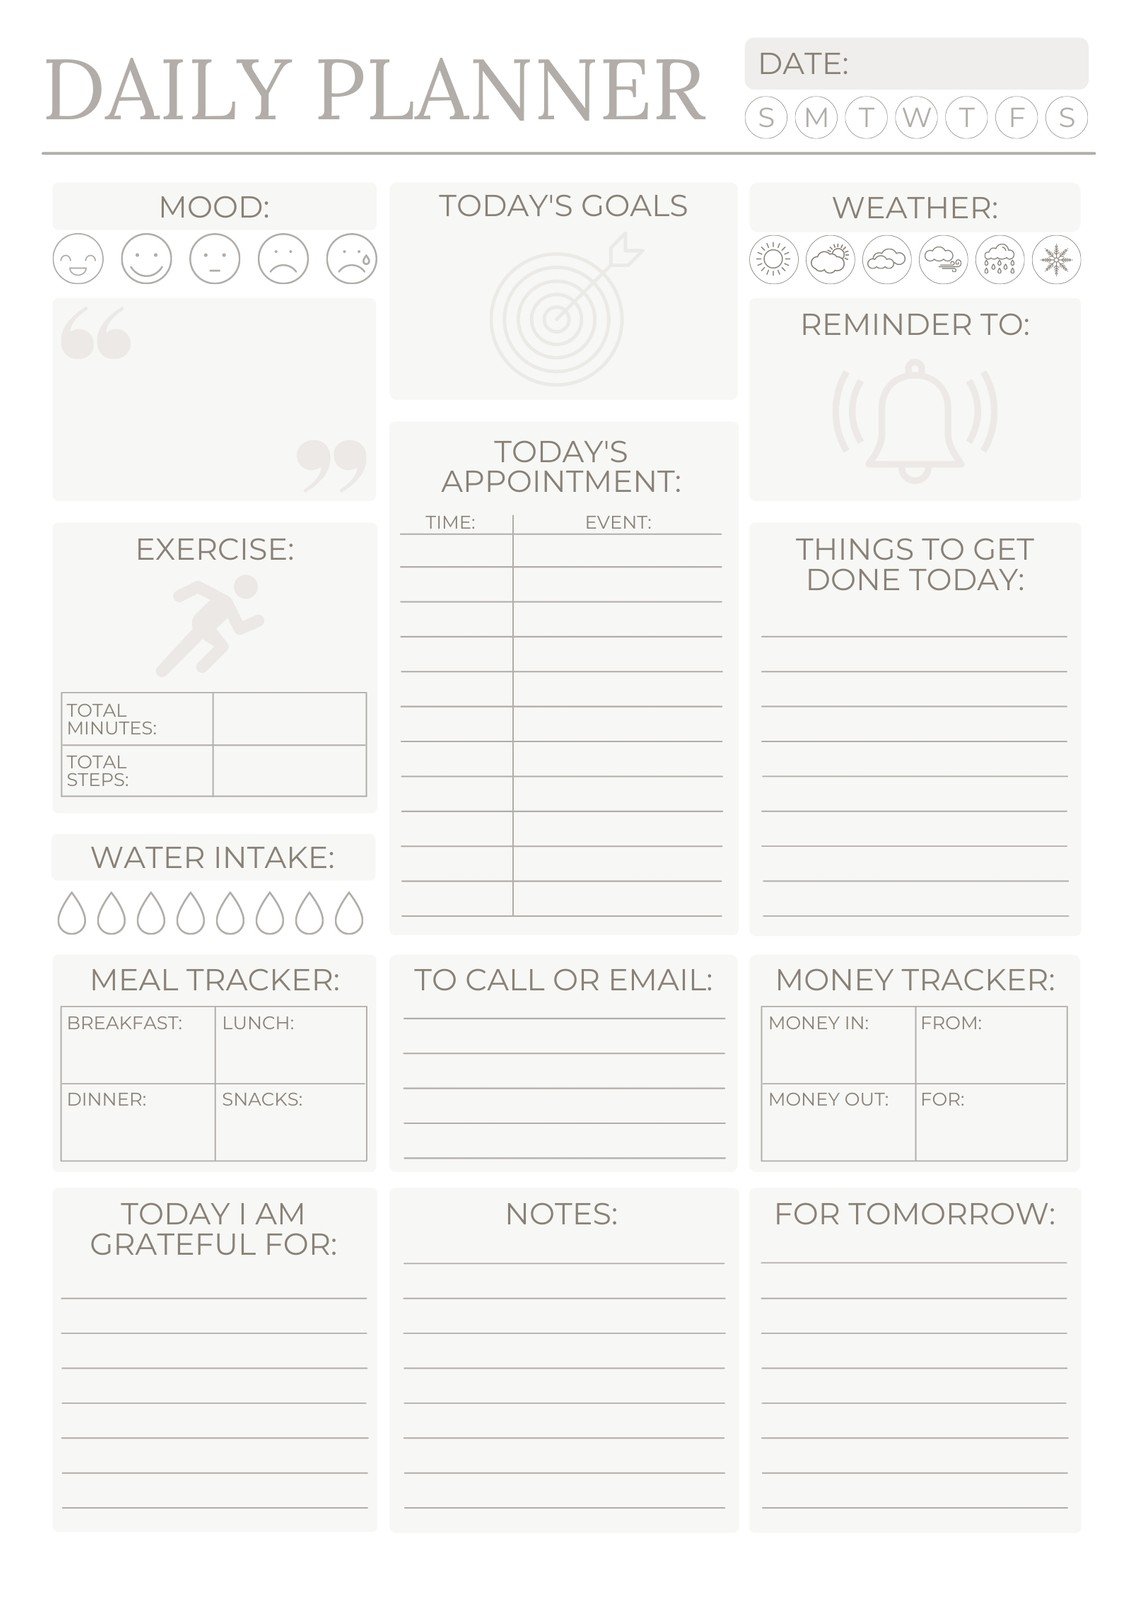 DAILY PLANNER
DATE:
S M T W T F S
MOOD:
TODAY'S GOALS
WEATHER:
“
”
REMINDER TO:
TODAY'S
APPOINTMENT:
TIME: EVENT:
EXERCISE:
TOTAL
MINUTES:
TOTAL
STEPS:
THINGS TO GET
DONE TODAY:
WATER INTAKE:
MEAL TRACKER:
BREAKFAST: LUNCH:
DINNER: SNACKS:
TO CALL OR EMAIL:
MONEY TRACKER:
MONEY IN: FROM:
MONEY OUT: FOR:
TODAY I AM
GRATEFUL FOR:
NOTES:
FOR TOMORROW: